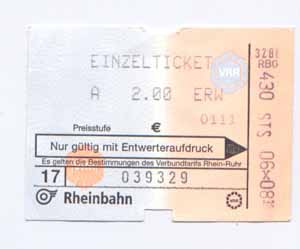 EINZELTICKET
VRR
A 2.00 ERW
0111
Preisstufe €
Nur gültig mit Entwerteraufdruck
Es gelten die Bestimmungen des Verbundtarifs Rhein-Ruhr
17 039329
Rheinbahn
VRR
3281
RBG
430 STS 06*08*